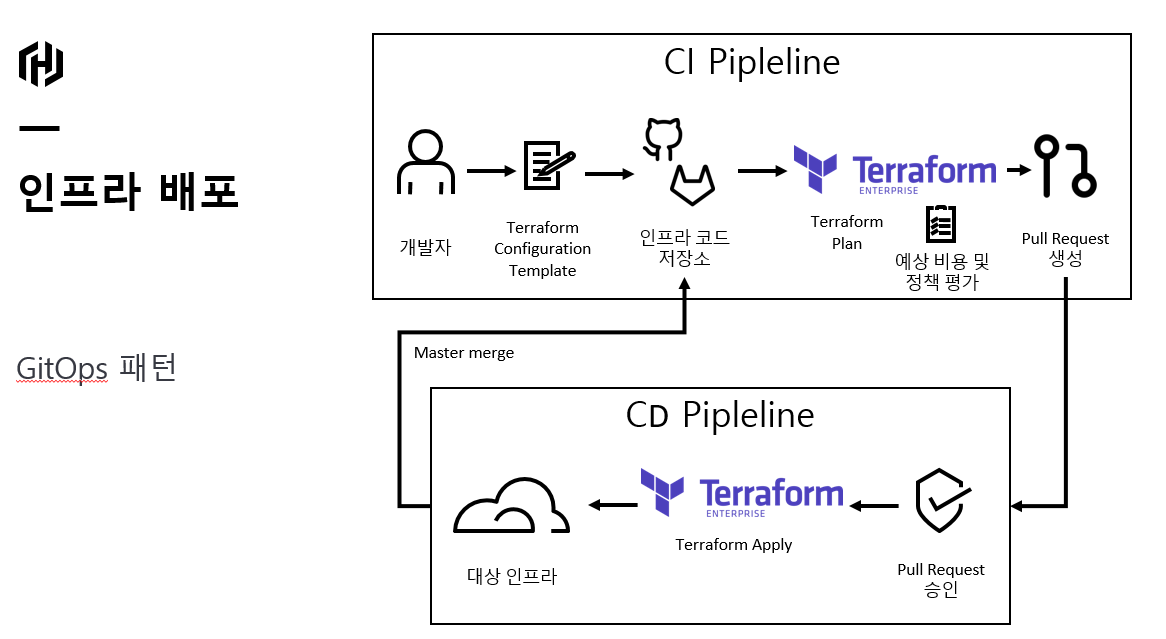 인프라 배포
GitOps 패턴
CI Pipleline
개발자
Terraform
Configuration
Template
인프라 코드
저장소
Terraform
ENTERPRISE
Terraform
Plan
예상 비용 및
정책 평가
Pull Request
생성
Master merge
CD Pipleline
대상 인프라
Terraform
ENTERPRISE
Terraform Apply
Pull Request
승인